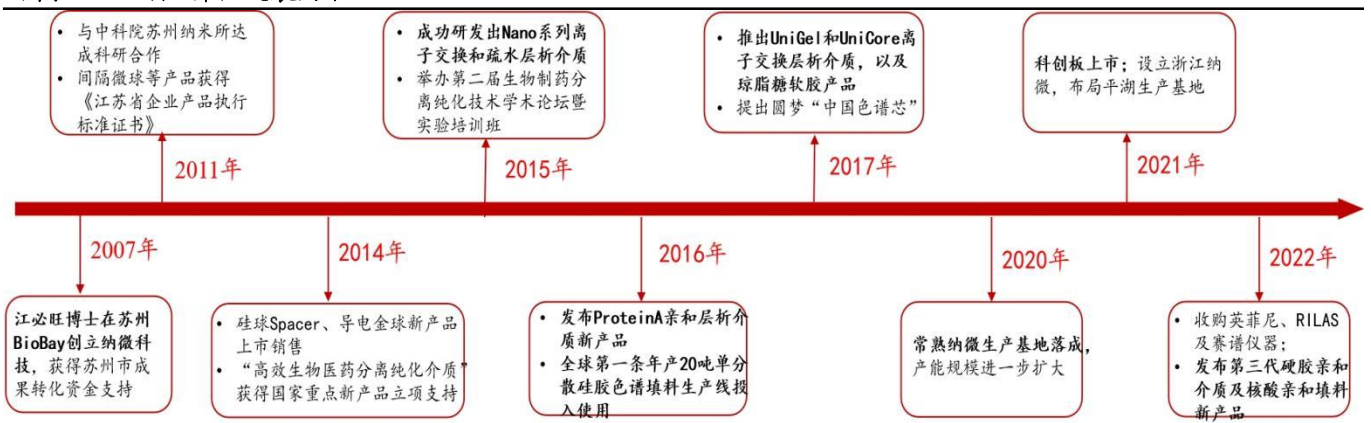 • 与中科院苏州纳米所达
成科研合作
• 间隔微球等产品获得
《江苏省企业产品执行
标准证书》
2011年
• 成功研发出Nano系列离
子交换和疏水层析介质
• 举办第二届生物制药分
离纯化技术学术论坛暨
实验培训班
2015年
• 推出UniGel和UniCore离
子交换层析介质，以及
琼脂糖软胶产品
• 提出圆梦“中国色谱芯”
2017年
科创板上市；设立浙江纳
微，布局平湖生产基地
2021年
2007年
江必旺博士在苏州
BioBay创立纳微科
技，获得苏州市成
果转化资金支持
2014年
• 硅球Spacer、导电金球新产品
上市销售
• “高效生物医药分离纯化介质”
获得国家重点新产品立项支持
2016年
• 发布ProteinA亲和层析介
质新产品
• 全球第一条年产20吨单分
散硅胶色谱填料生产线投
入使用
2020年
常熟纳微生产基地落成，
产能规模进一步扩大
2022年
• 收购英菲尼、RILAS
及赛谱仪器；
• 发布第三代硬胶亲和
介质及核酸亲和填料
新产品